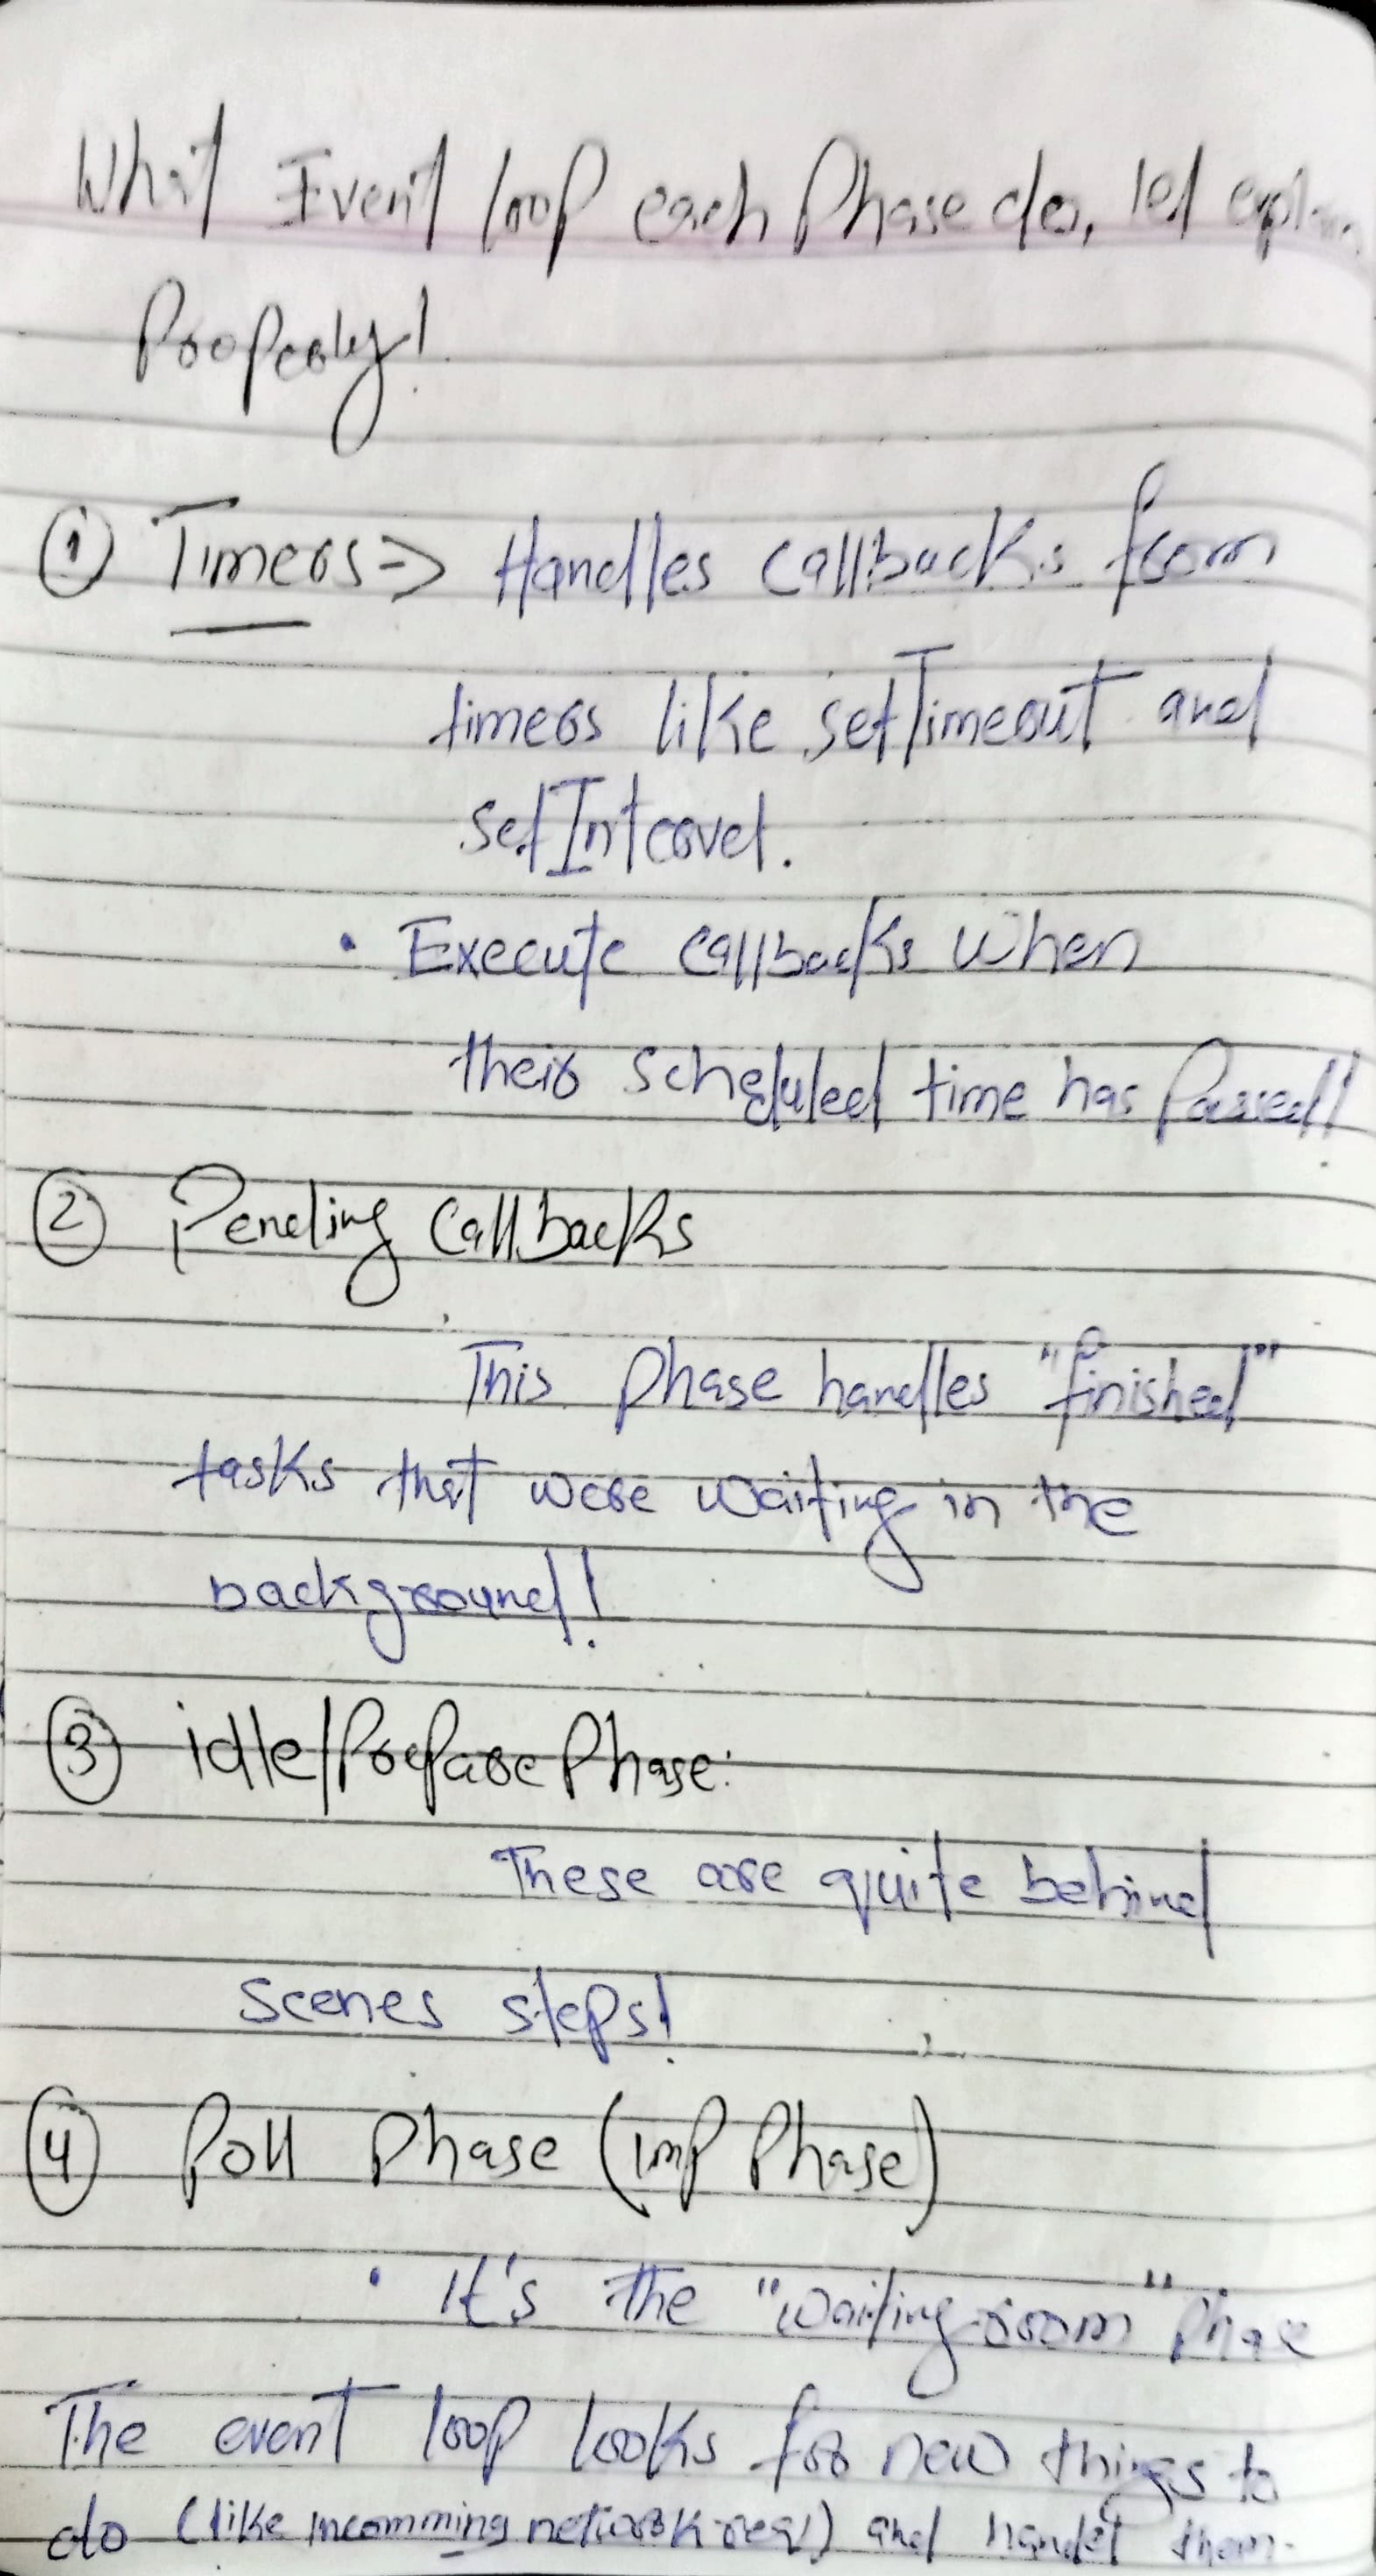 What Event loop each Phase do, let explain
Properly!
① Timers => Handles callbacks from
timers like setTimeout and
setInterval.
• Execute callbacks when
their scheduled time has Passed!
② Pending Callbacks
This Phase handles "finished"
tasks that were waiting in the
background!
③ idle/Prepare Phase:
These are quite behind
scenes steps!
④ Poll Phase (imp Phase)
• It's the "waiting-room" Phase
The event loop looks for new things to
do (like incomming network req) and handel them.